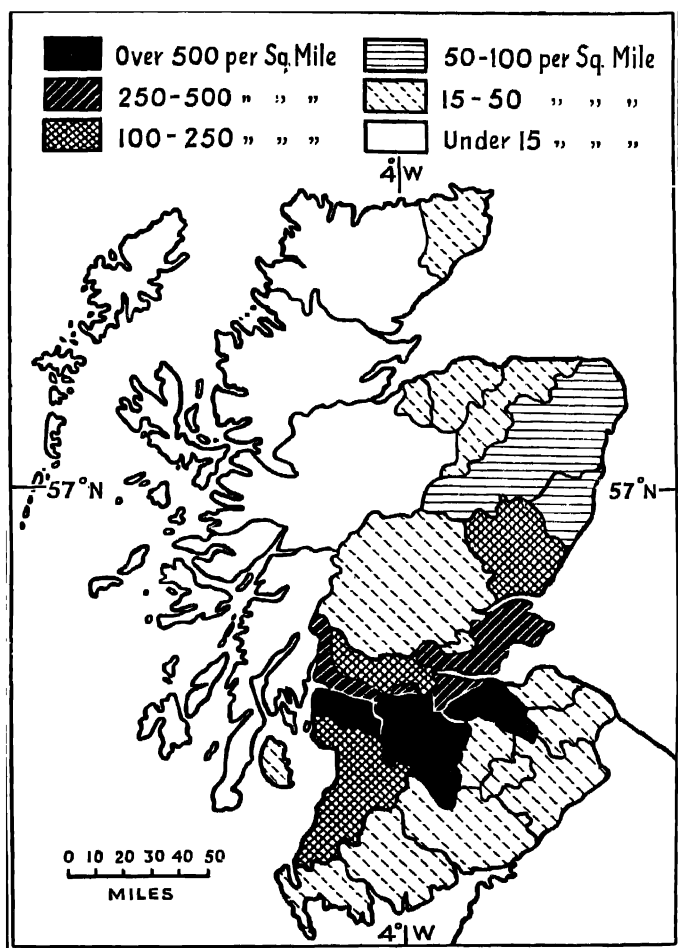 Over 500 per Sq. Mile
250-500 " " "
100-250 " " "
50-100 per Sq. Mile
15-50 " " "
Under 15 " " "
4° W
57° N
57° N
0 10 20 30 40 50
MILES
4° W